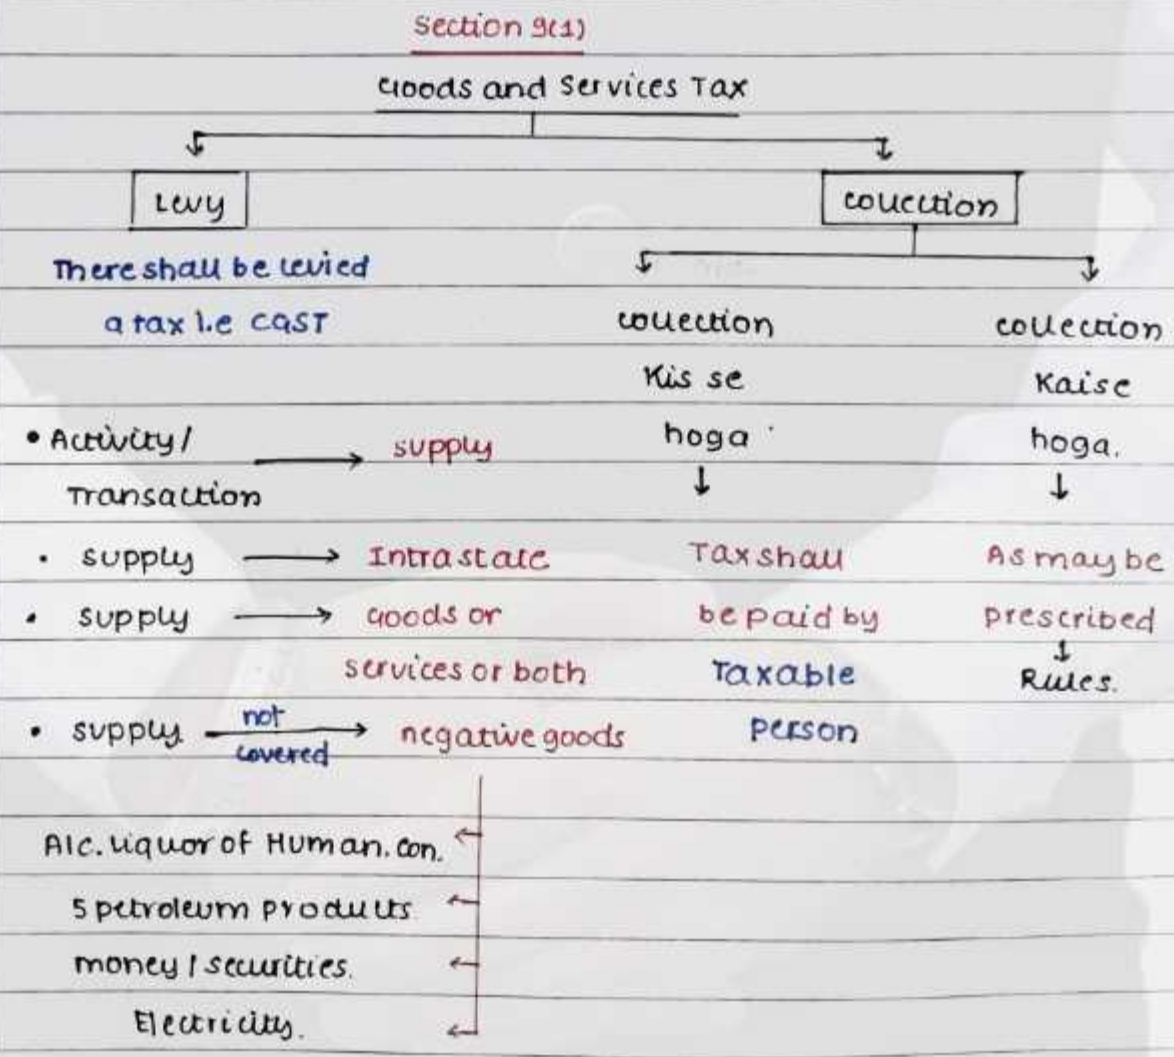 Section 9(1)
Goods and Services Tax
Levy
collection
There shall be levied
a tax i.e CGST
collection
Kis se
hoga
↓
Tax shall
be paid by
Taxable
person
collection
Kaise
hoga.
↓
As may be
prescribed
↓
Rules.
• Activity/
Transaction → supply
• supply → Intrastate
• supply → Goods or
services or both
• supply not covered → negative goods
Alc. liquor of Human. con.
5 petroleum products
money / securities.
Electricity.